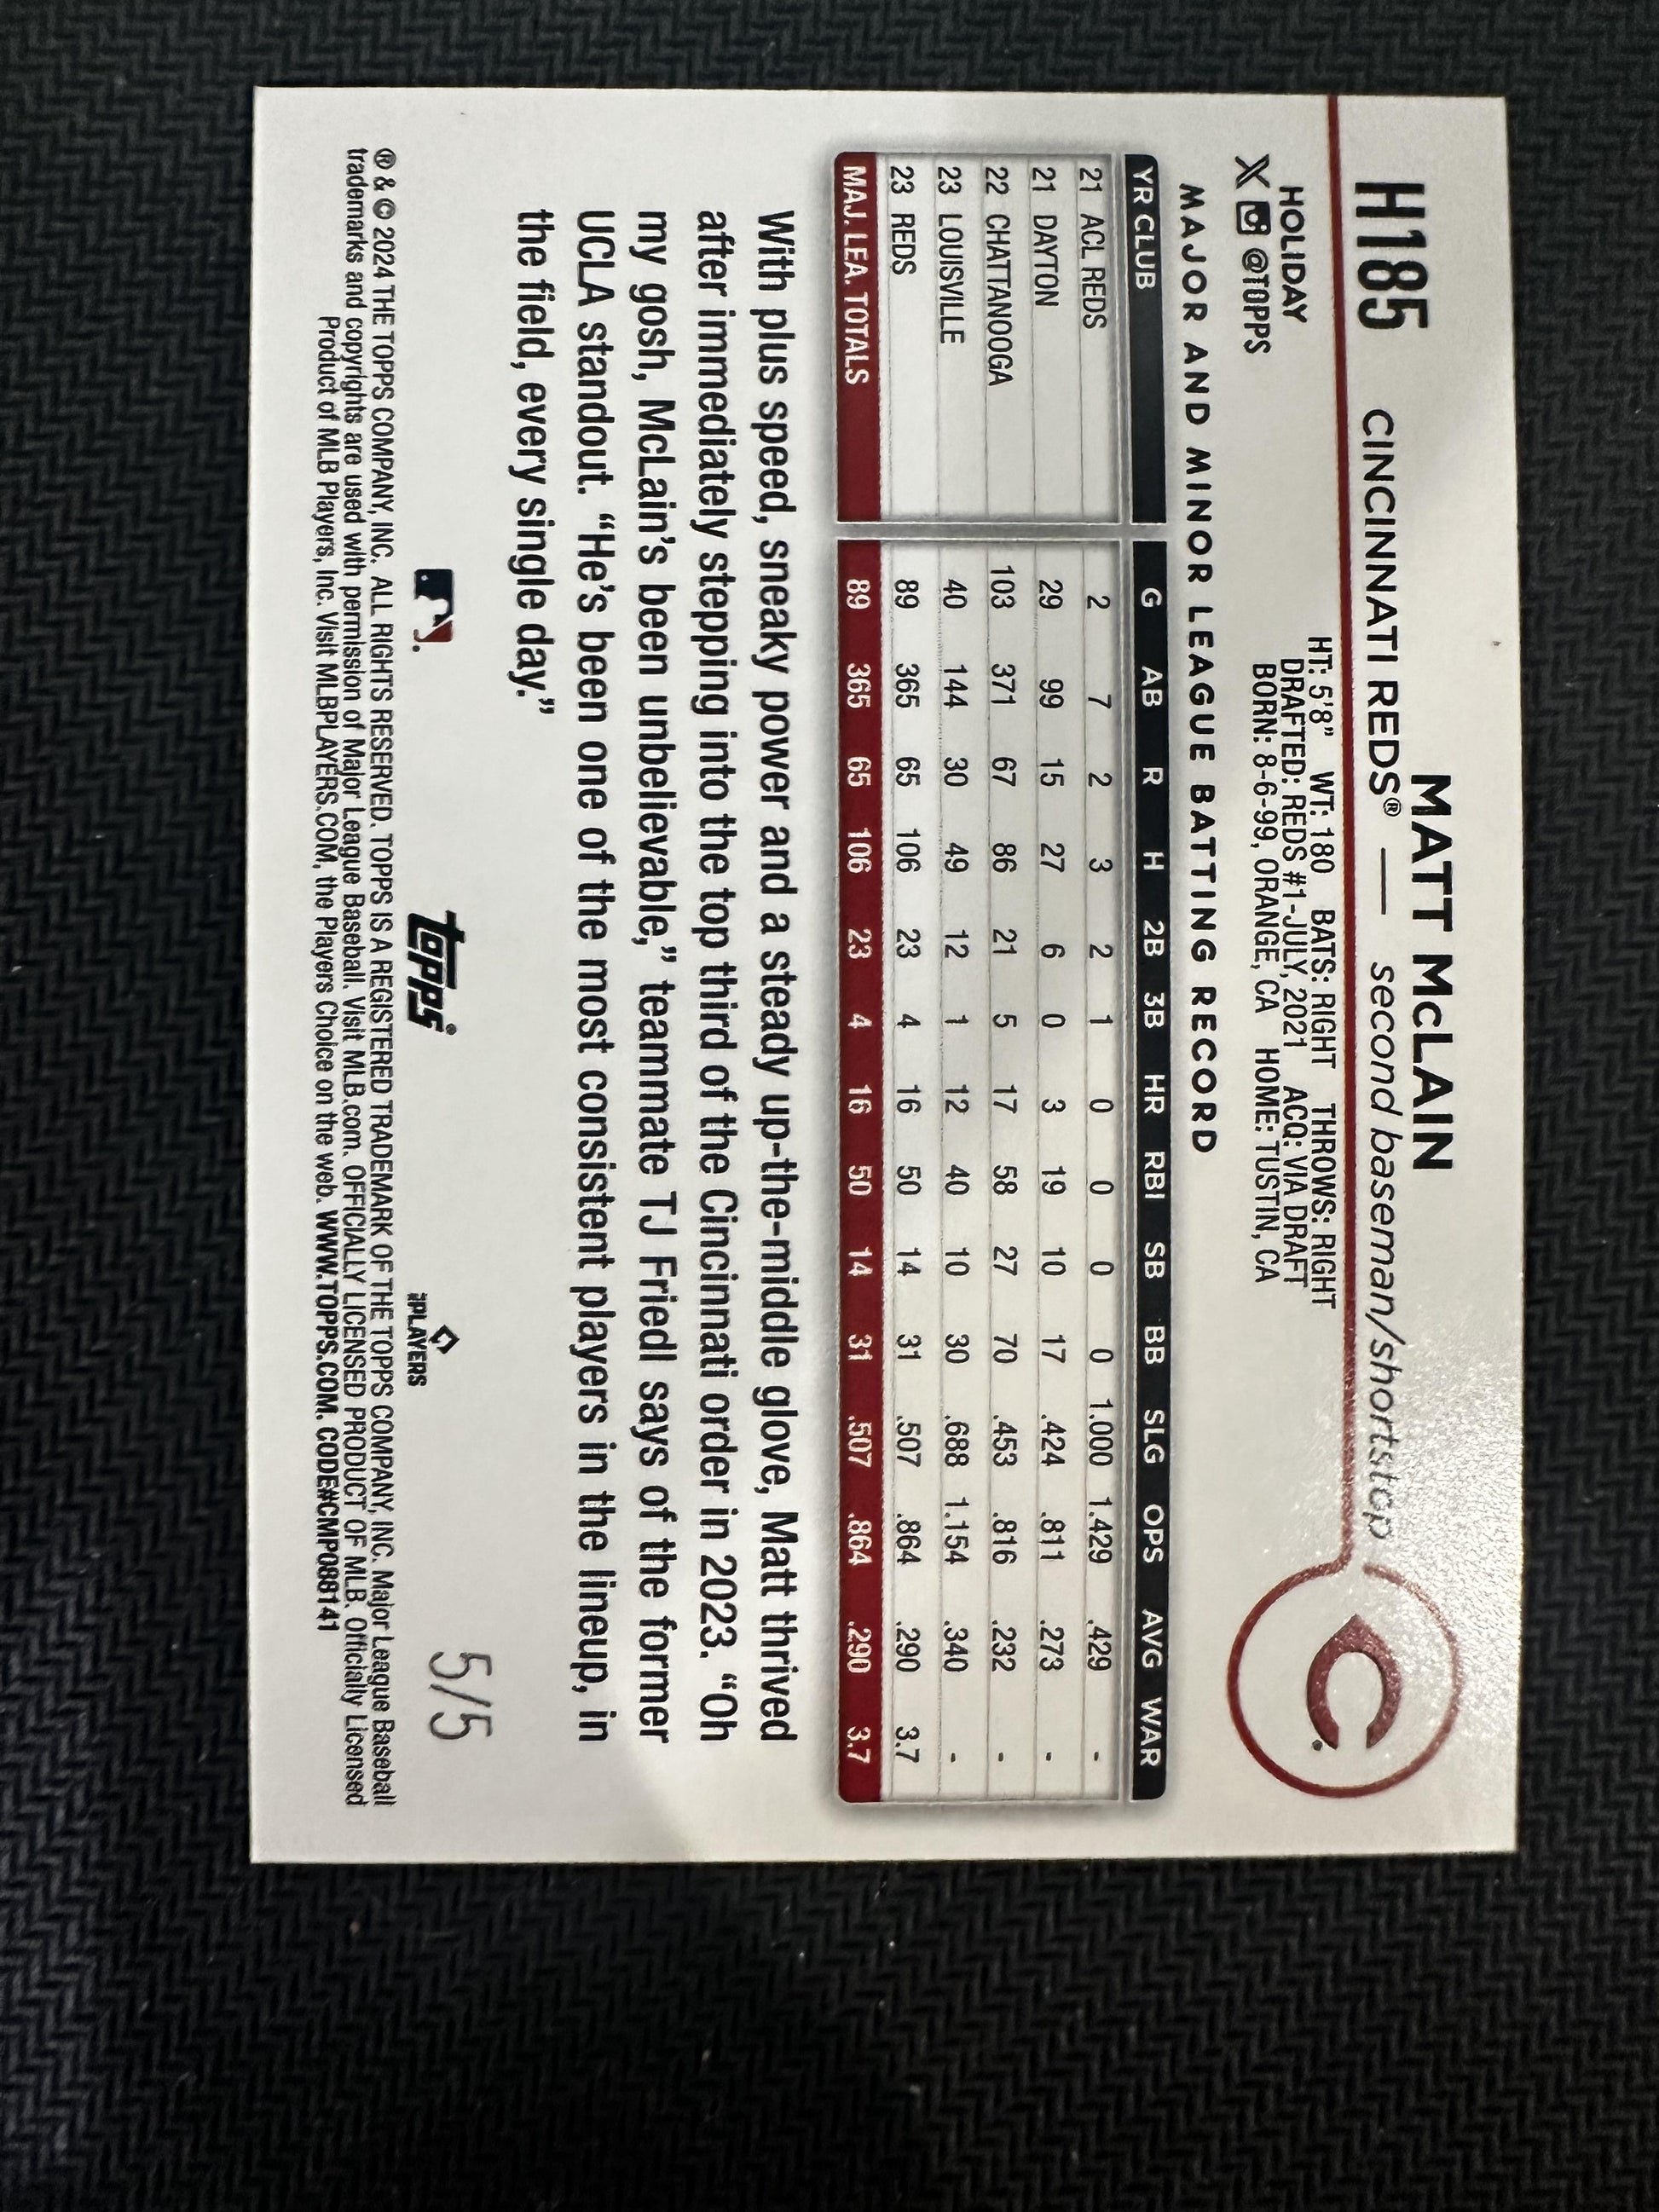 MATT McLAIN
H185 CINCINNATI REDS® — second baseman/shortstop
HT: 5'8" WT: 180 BATS: RIGHT THROWS: RIGHT
HOLIDAY DRAFTED: REDS #1-JULY, 2021 ACQ: VIA DRAFT
X @TOPPS BORN: 8-6-99, ORANGE, CA HOME: TUSTIN, CA
C
MAJOR AND MINOR LEAGUE BATTING RECORD
YR CLUB G AB R H 2B 3B HR RBI SB BB SLG OPS AVG WAR
21 ACL REDS 2 7 2 3 2 1 0 0 0 0 1.000 1.429 .429 -
21 DAYTON 29 99 15 27 6 0 3 19 10 17 .424 .811 .273 -
22 CHATTANOOGA 103 371 67 86 21 5 17 58 27 70 .453 .816 .232 -
23 LOUISVILLE 40 144 30 49 12 1 12 40 10 30 .688 1.154 .340 -
23 REDS 89 365 65 106 23 4 16 50 14 31 .507 .864 .290 3.7
MAJ. LEA. TOTALS 89 365 65 106 23 4 16 50 14 31 .507 .864 .290 3.7
With plus speed, sneaky power and a steady up-the-middle glove, Matt thrived
after immediately stepping into the top third of the Cincinnati order in 2023. “Oh
my gosh, McLain’s been unbelievable,” teammate TJ Friedl says of the former
UCLA standout. “He’s been one of the most consistent players in the lineup, in
the field, every single day.”
5/5
topps® PLAYERS
® & © 2024 THE TOPPS COMPANY, INC. ALL RIGHTS RESERVED. TOPPS IS A REGISTERED TRADEMARK OF THE TOPPS COMPANY, INC. Major League Baseball
trademarks and copyrights are used with permission of Major League Baseball. Visit MLB.com. OFFICIALLY LICENSED PRODUCT OF MLB. Officially Licensed
Product of MLB Players, Inc. Visit MLBPLAYERS.COM, the Players Choice on the web. WWW.TOPPS.COM. CODE#CMP088141